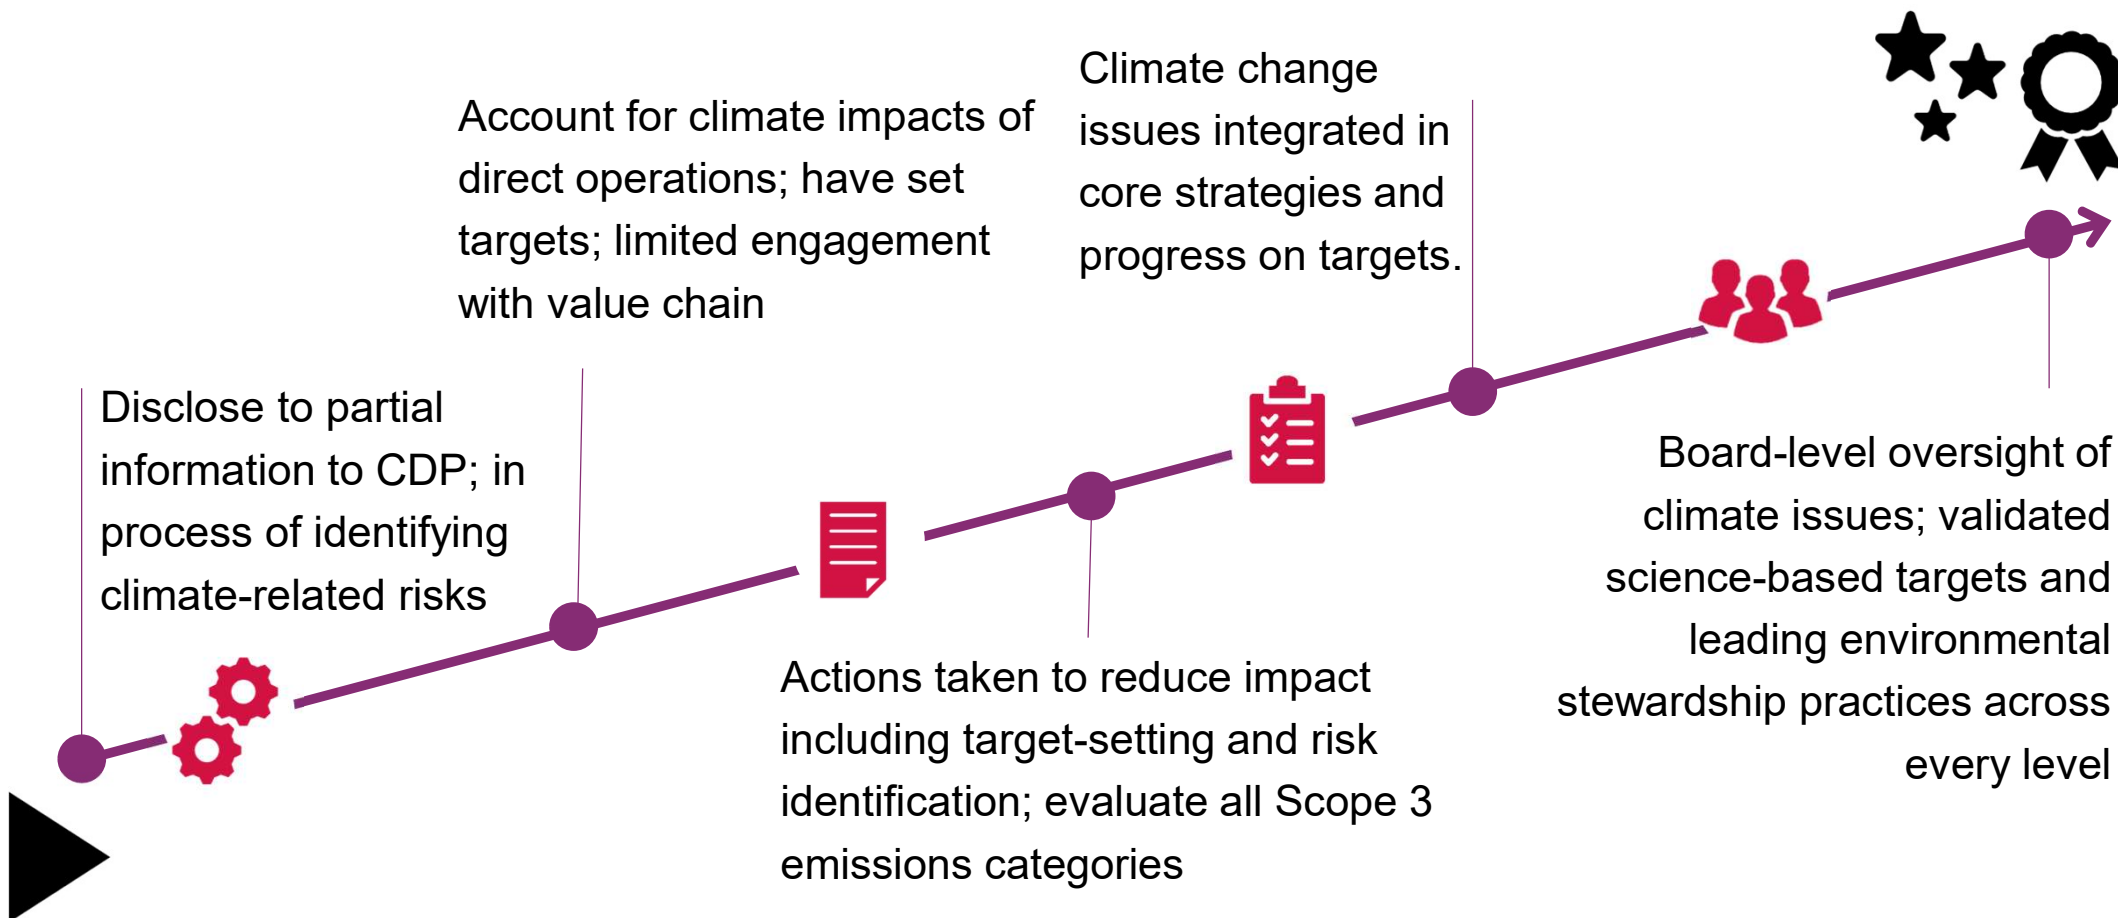 Disclose to partial
information to CDP; in
process of identifying
climate-related risks
Account for climate impacts of
direct operations; have set
targets; limited engagement
with value chain
Actions taken to reduce impact
including target-setting and risk
identification; evaluate all Scope 3
emissions categories
Climate change
issues integrated in
core strategies and
progress on targets.
Board-level oversight of
climate issues; validated
science-based targets and
leading environmental
stewardship practices across
every level